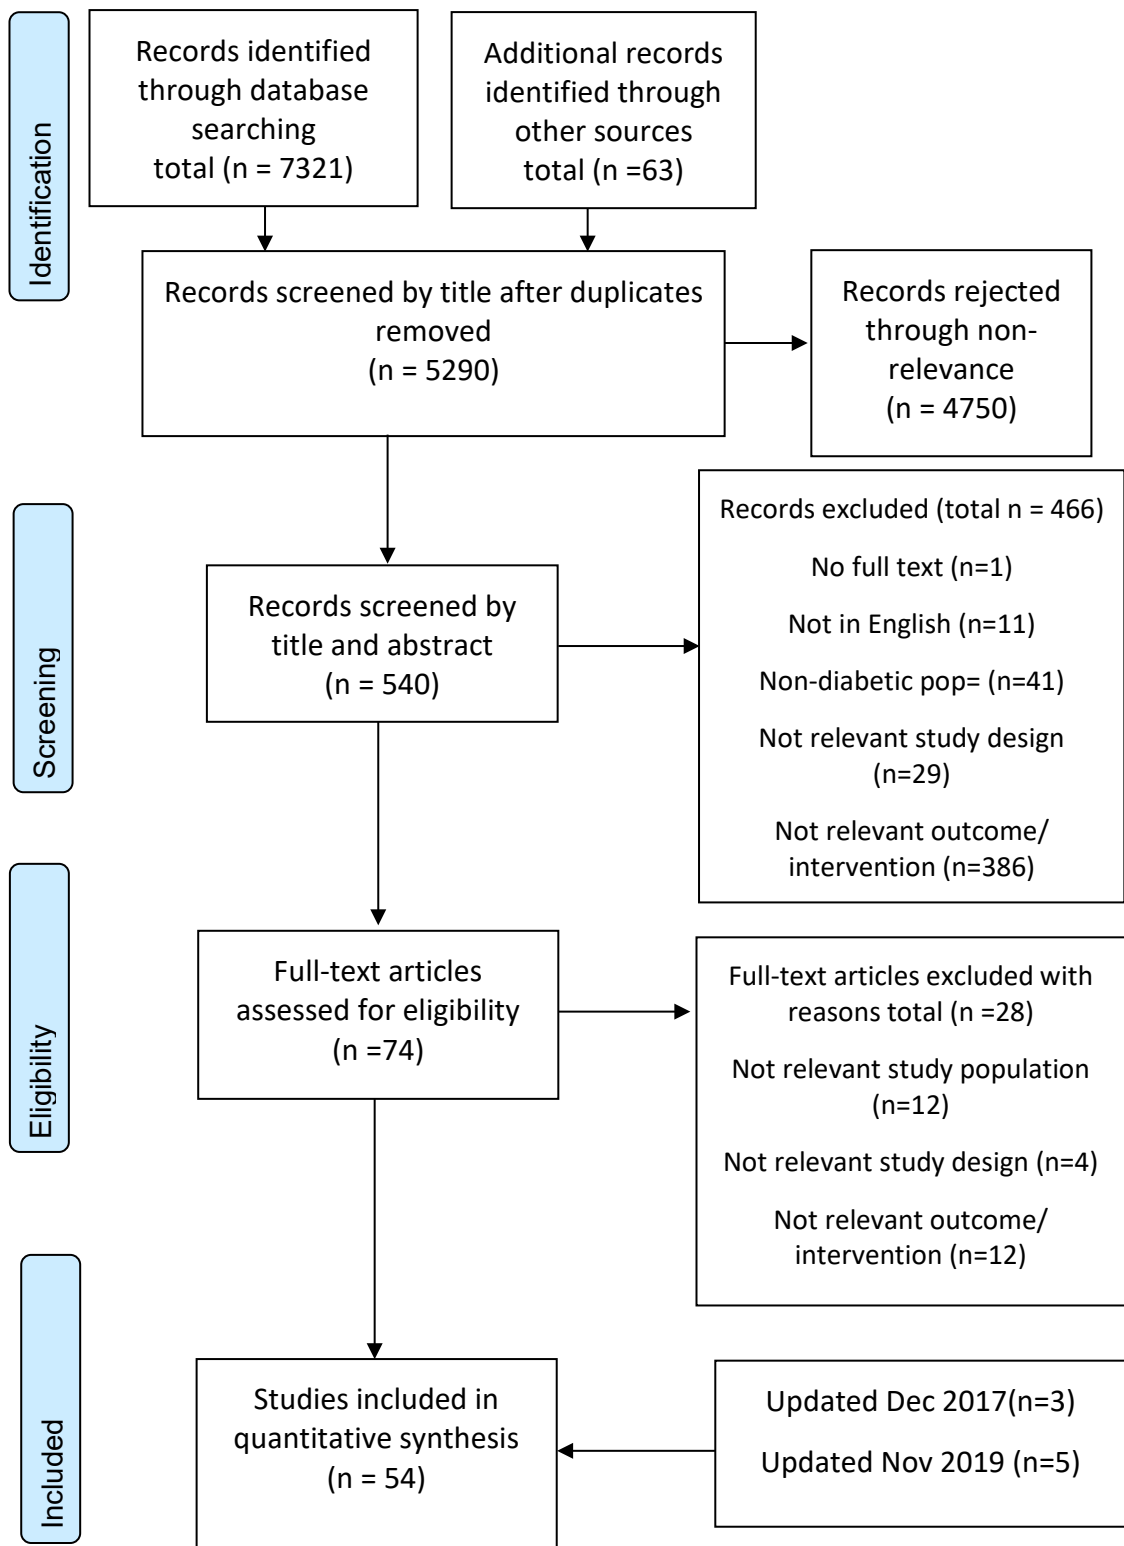 Identification
Records identified
through database
searching
total (n = 7321)
Additional records
identified through
other sources
total (n =63)
Records screened by title after duplicates
removed
(n = 5290)
Records rejected
through non-
relevance
(n = 4750)
Screening
Records screened by
title and abstract
(n = 540)
Records excluded (total n = 466)
No full text (n=1)
Not in English (n=11)
Non-diabetic pop= (n=41)
Not relevant study design
(n=29)
Not relevant outcome/
intervention (n=386)
Eligibility
Full-text articles
assessed for eligibility
(n =74)
Full-text articles excluded with
reasons total (n =28)
Not relevant study population
(n=12)
Not relevant study design (n=4)
Not relevant outcome/
intervention (n=12)
Included
Studies included in
quantitative synthesis
(n = 54)
Updated Dec 2017(n=3)
Updated Nov 2019 (n=5)